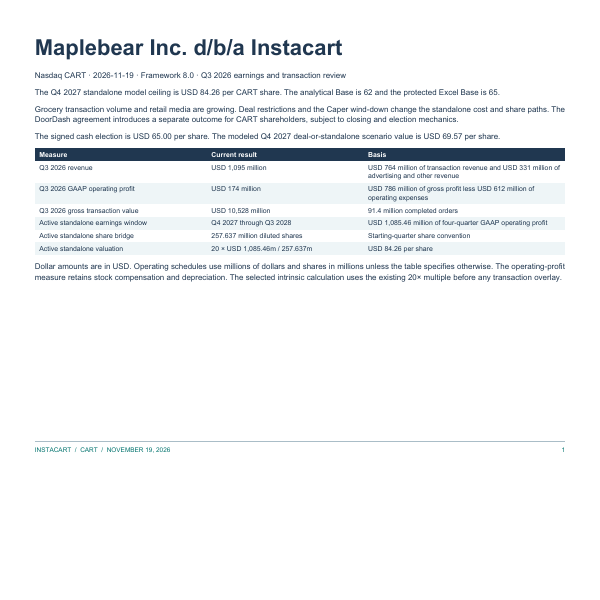 Maplebear Inc. d/b/a Instacart
Nasdaq CART · 2026-11-19 · Framework 8.0 · Q3 2026 earnings and transaction review
The Q4 2027 standalone model ceiling is USD 84.26 per CART share. The analytical Base is 62 and the protected Excel Base is 65.
Grocery transaction volume and retail media are growing. Deal restrictions and the Caper wind-down change the standalone cost and share paths. The
DoorDash agreement introduces a separate outcome for CART shareholders, subject to closing and election mechanics.
The signed cash election is USD 65.00 per share. The modeled Q4 2027 deal-or-standalone scenario value is USD 69.57 per share.
Measure Current result Basis
Q3 2026 revenue USD 1,095 million USD 764 million of transaction revenue and USD 331 million of
advertising and other revenue
Q3 2026 GAAP operating profit USD 174 million USD 786 million of gross profit less USD 612 million of
operating expenses
Q3 2026 gross transaction value USD 10,528 million 91.4 million completed orders
Active standalone earnings window Q4 2027 through Q3 2028 USD 1,085.46 million of four-quarter GAAP operating profit
Active standalone share bridge 257.637 million diluted shares Starting-quarter share convention
Active standalone valuation 20 × USD 1,085.46m / 257.637m USD 84.26 per share
Dollar amounts are in USD. Operating schedules use millions of dollars and shares in millions unless the table specifies otherwise. The operating-profit
measure retains stock compensation and depreciation. The selected intrinsic calculation uses the existing 20× multiple before any transaction overlay.
INSTACART / CART / NOVEMBER 19, 2026 1